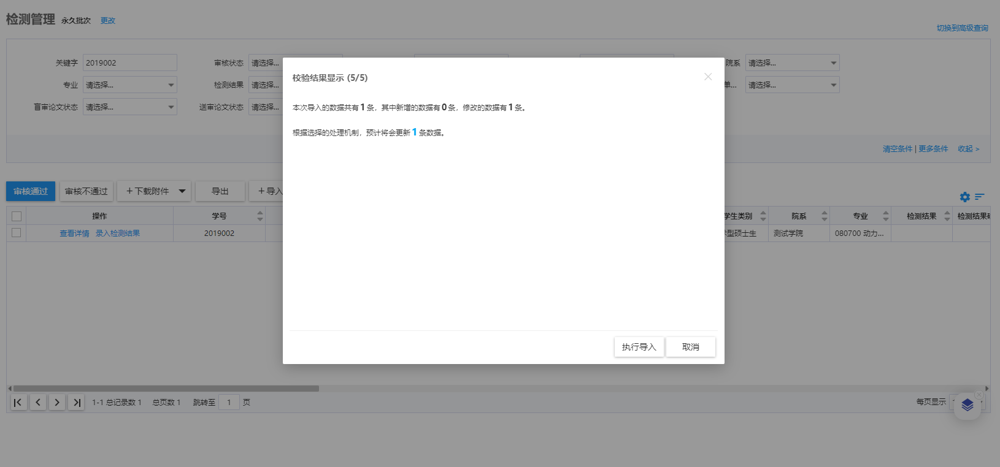 检测管理 永久批次 更改
切换到高级查询
关键字 2019002 审核状态 请选择... 院系 请选择...
专业 请选择... 检测结果 请选择... 单... 请选择...
盲审论文状态 请选择... 送审论文状态 请选择...
清空条件 | 更多条件 收起 >
审核通过 审核不通过 +下载附件 导出 +导入
操作 学号 学生类别 院系 专业 检测结果 检测结果
查看详情 录入检测结果 2019002 型硕士生 测试学院 080700 动力...
校验结果显示 (5/5)
本次导入的数据共有1条，其中新增的数据有0条，修改的数据有1条。
根据选择的处理机制，预计将会更新1条数据。
执行导入 取消
1-1 总记录数 1 总页数 1 跳转至 1 页 每页显示